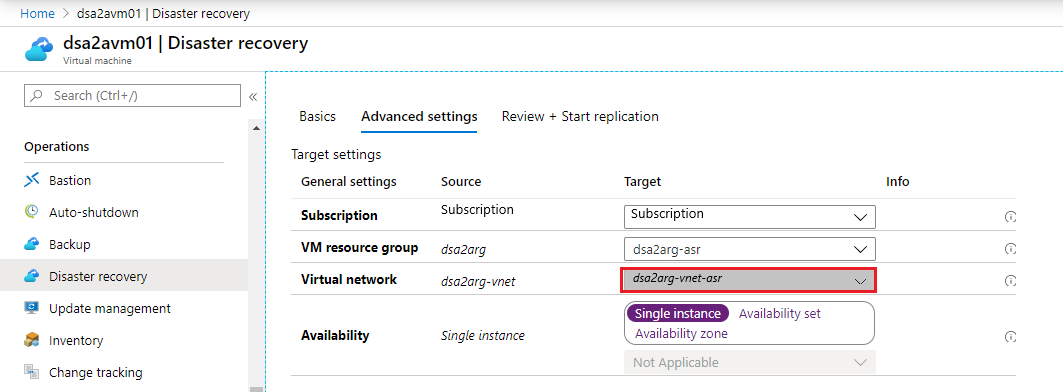 Home > dsa2avm01 | Disaster recovery
dsa2avm01 | Disaster recovery
Virtual machine
Search (Ctrl+/)
«
Operations
Bastion
Auto-shutdown
Backup
Disaster recovery
Update management
Inventory
Change tracking
Basics Advanced settings Review + Start replication
Target settings
General settings Source Target Info
Subscription Subscription Subscription
VM resource group dsa2arg dsa2arg-asr
Virtual network dsa2arg-vnet dsa2arg-vnet-asr
Availability Single instance Single instance Availability set
Availability zone
Not Applicable